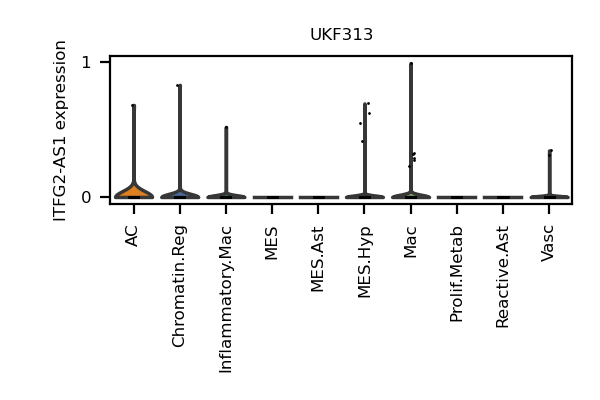 UKF313
ITFG2-AS1 expression
1
0
AC
Chromatin.Reg
Inflammatory.Mac
MES
MES.Ast
MES.Hyp
Mac
Prolif.Metab
Reactive.Ast
Vasc